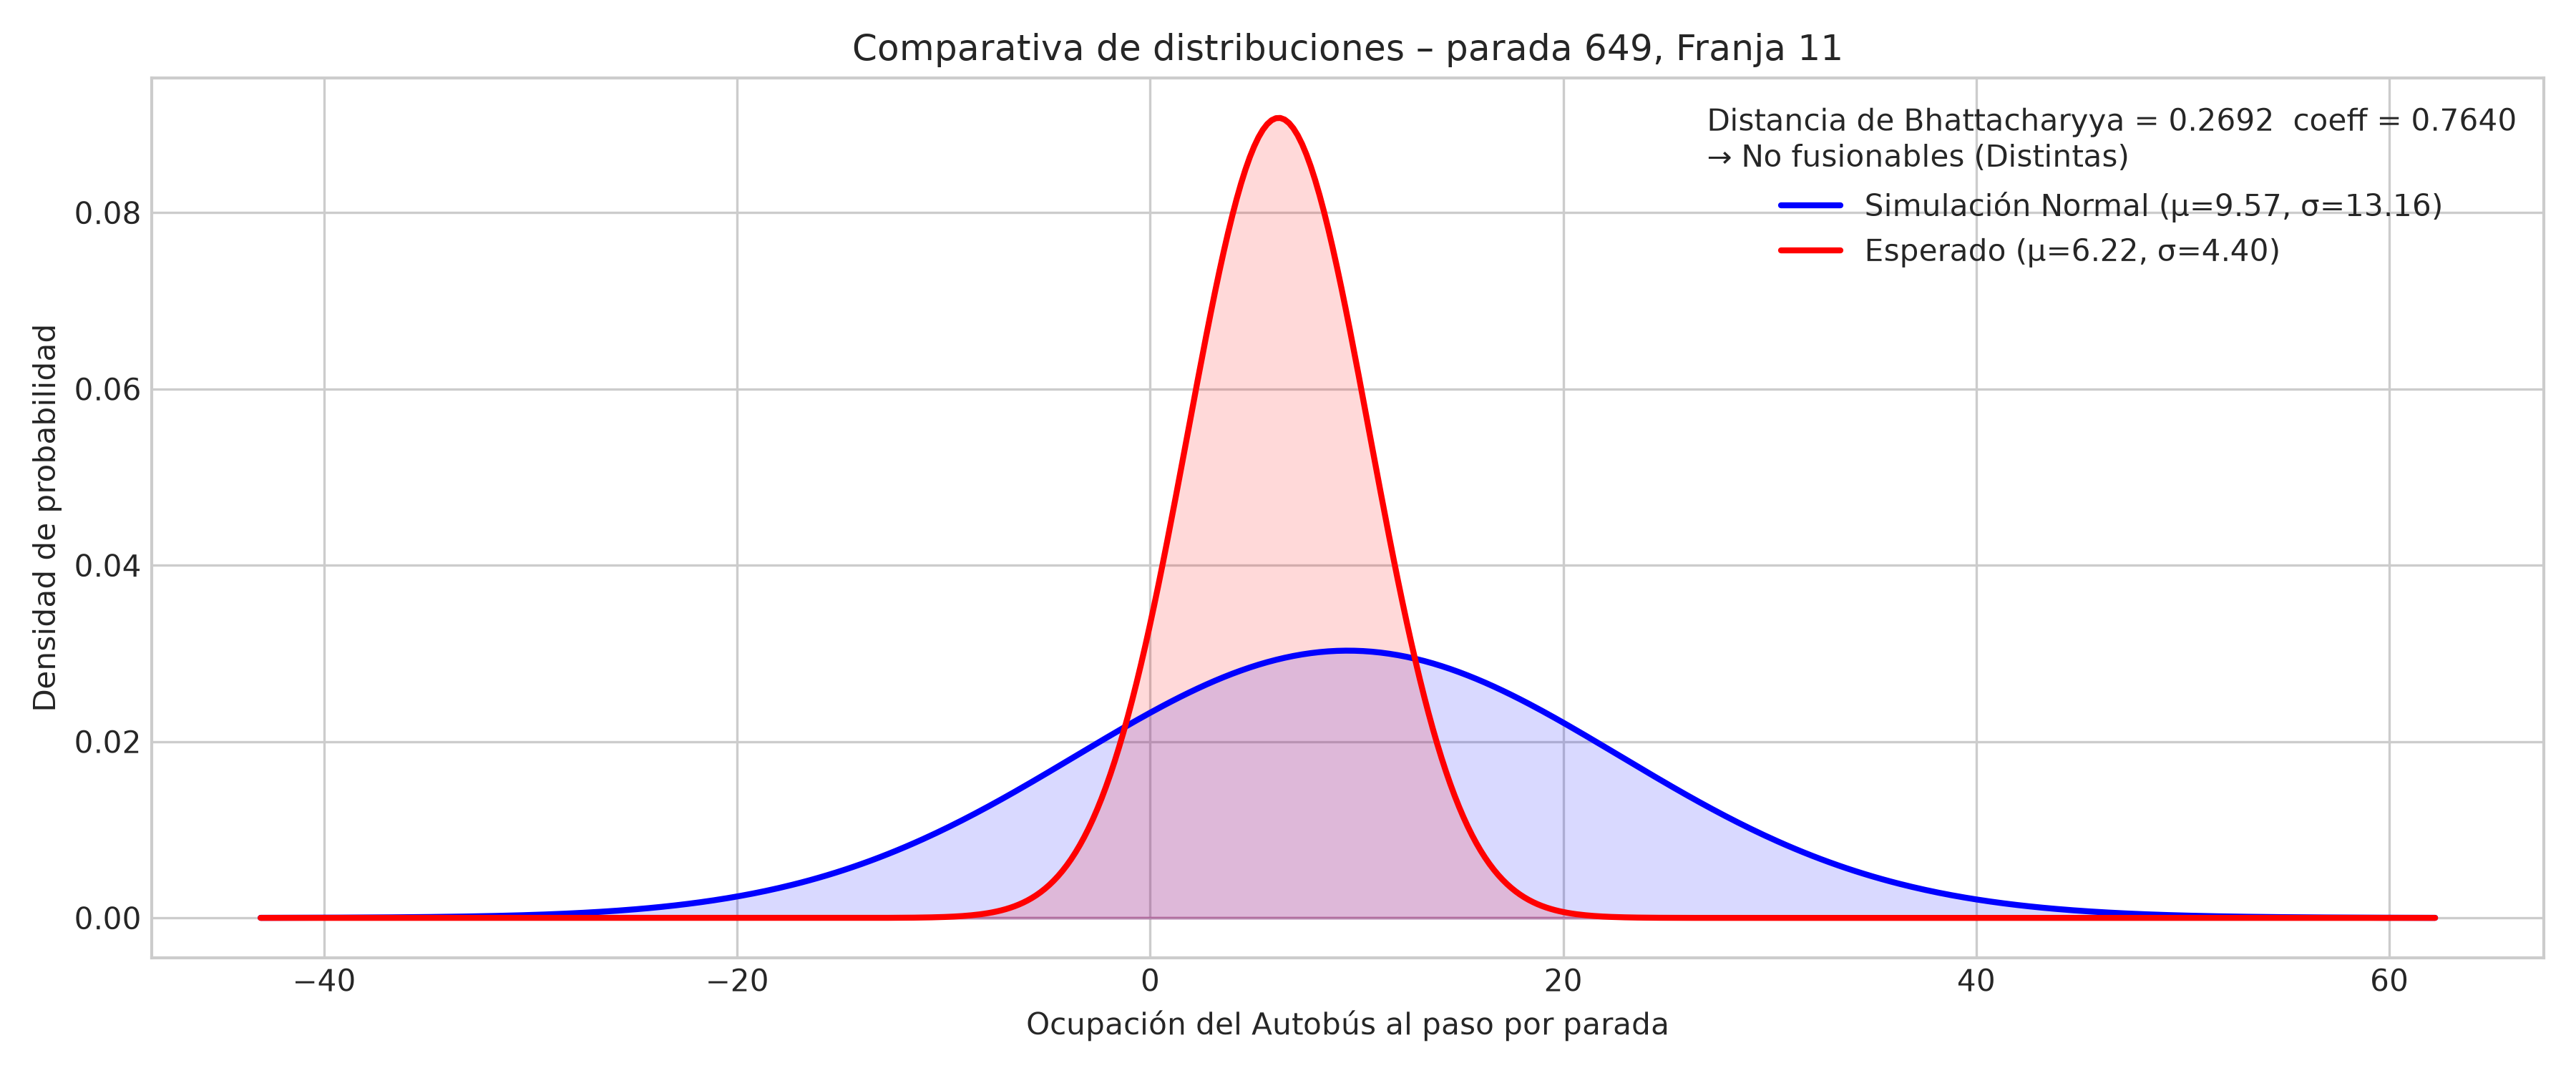 Comparativa de distribuciones – parada 649, Franja 11
Distancia de Bhattacharyya = 0.2692  coeff = 0.7640
→ No fusionables (Distintas)
Simulación Normal (μ=9.57, σ=13.16)
Esperado (μ=6.22, σ=4.40)
Densidad de probabilidad
0.08
0.06
0.04
0.02
0.00
−40
−20
0
20
40
60
Ocupación del Autobús al paso por parada